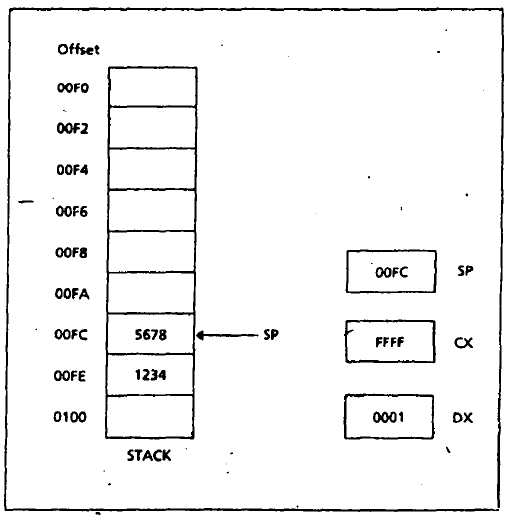 Offset
00F0
00F2
00F4
00F6
00F8
00FA
00FC 5678 SP
00FE 1234
0100
STACK
00FC SP
FFFF CX
0001 DX